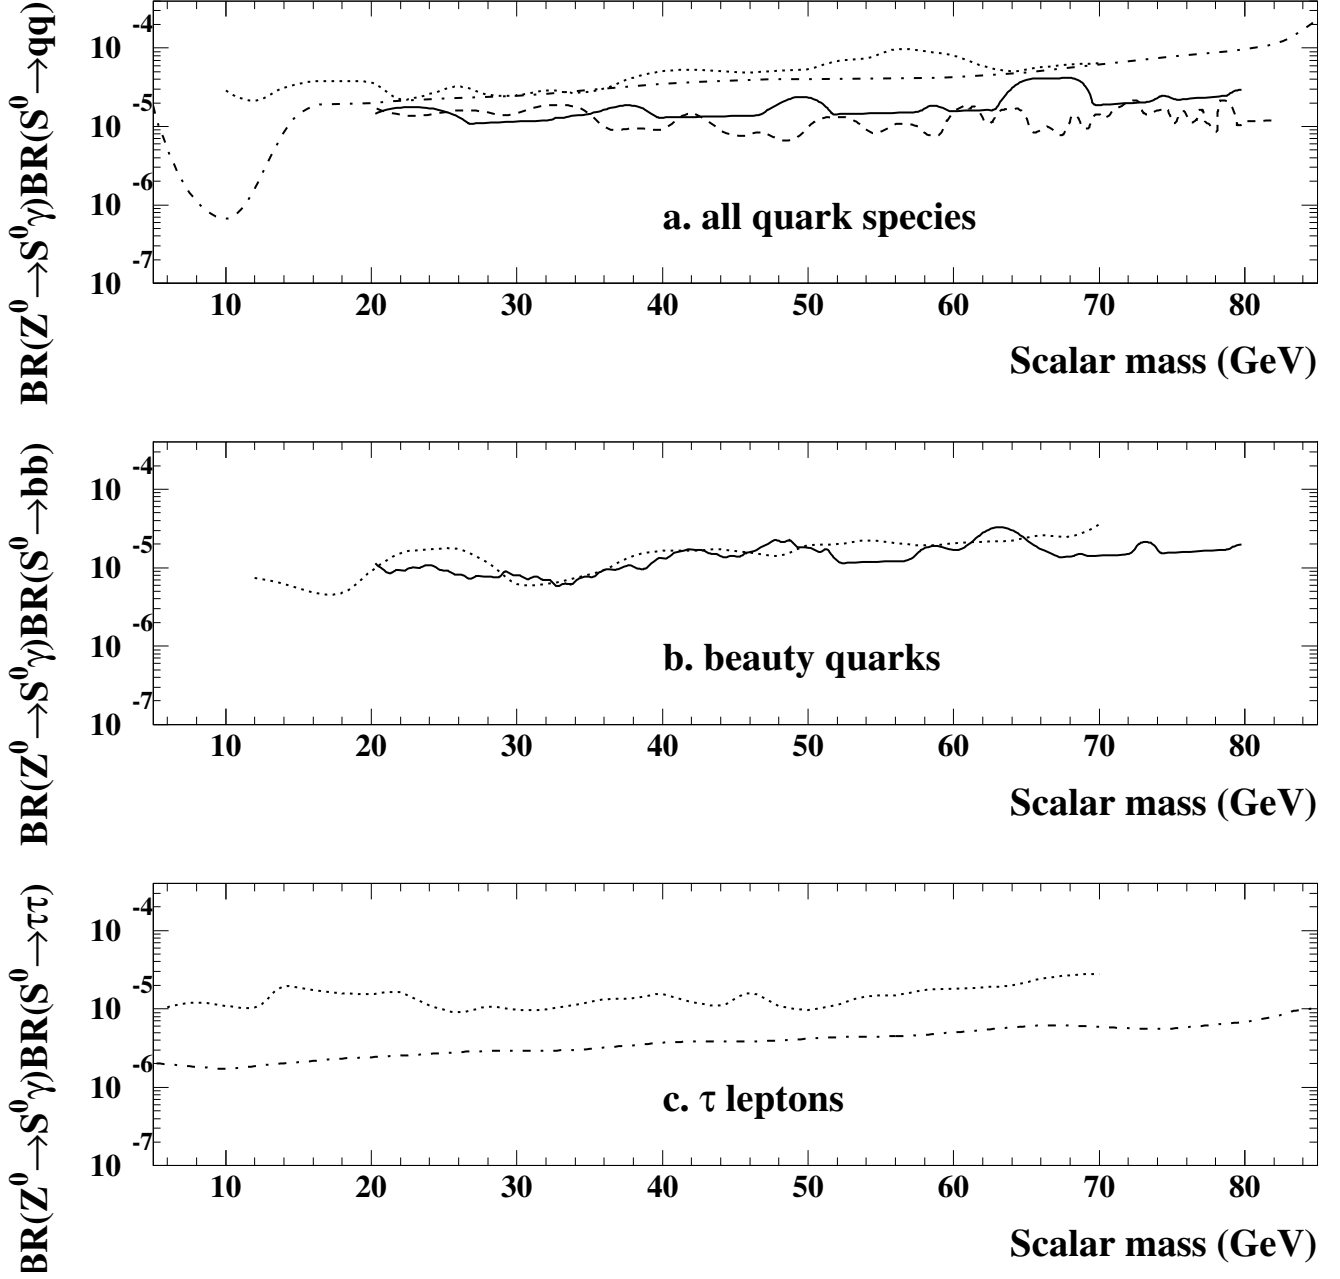 BR(Z⁰→S⁰γ)BR(S⁰→qq)
10⁻⁴
10⁻⁵
10⁻⁶
10⁻⁷
a. all quark species
10 20 30 40 50 60 70 80
Scalar mass (GeV)
BR(Z⁰→S⁰γ)BR(S⁰→bb)
10⁻⁴
10⁻⁵
10⁻⁶
10⁻⁷
b. beauty quarks
10 20 30 40 50 60 70 80
Scalar mass (GeV)
BR(Z⁰→S⁰γ)BR(S⁰→ττ)
10⁻⁴
10⁻⁵
10⁻⁶
10⁻⁷
c. τ leptons
10 20 30 40 50 60 70 80
Scalar mass (GeV)